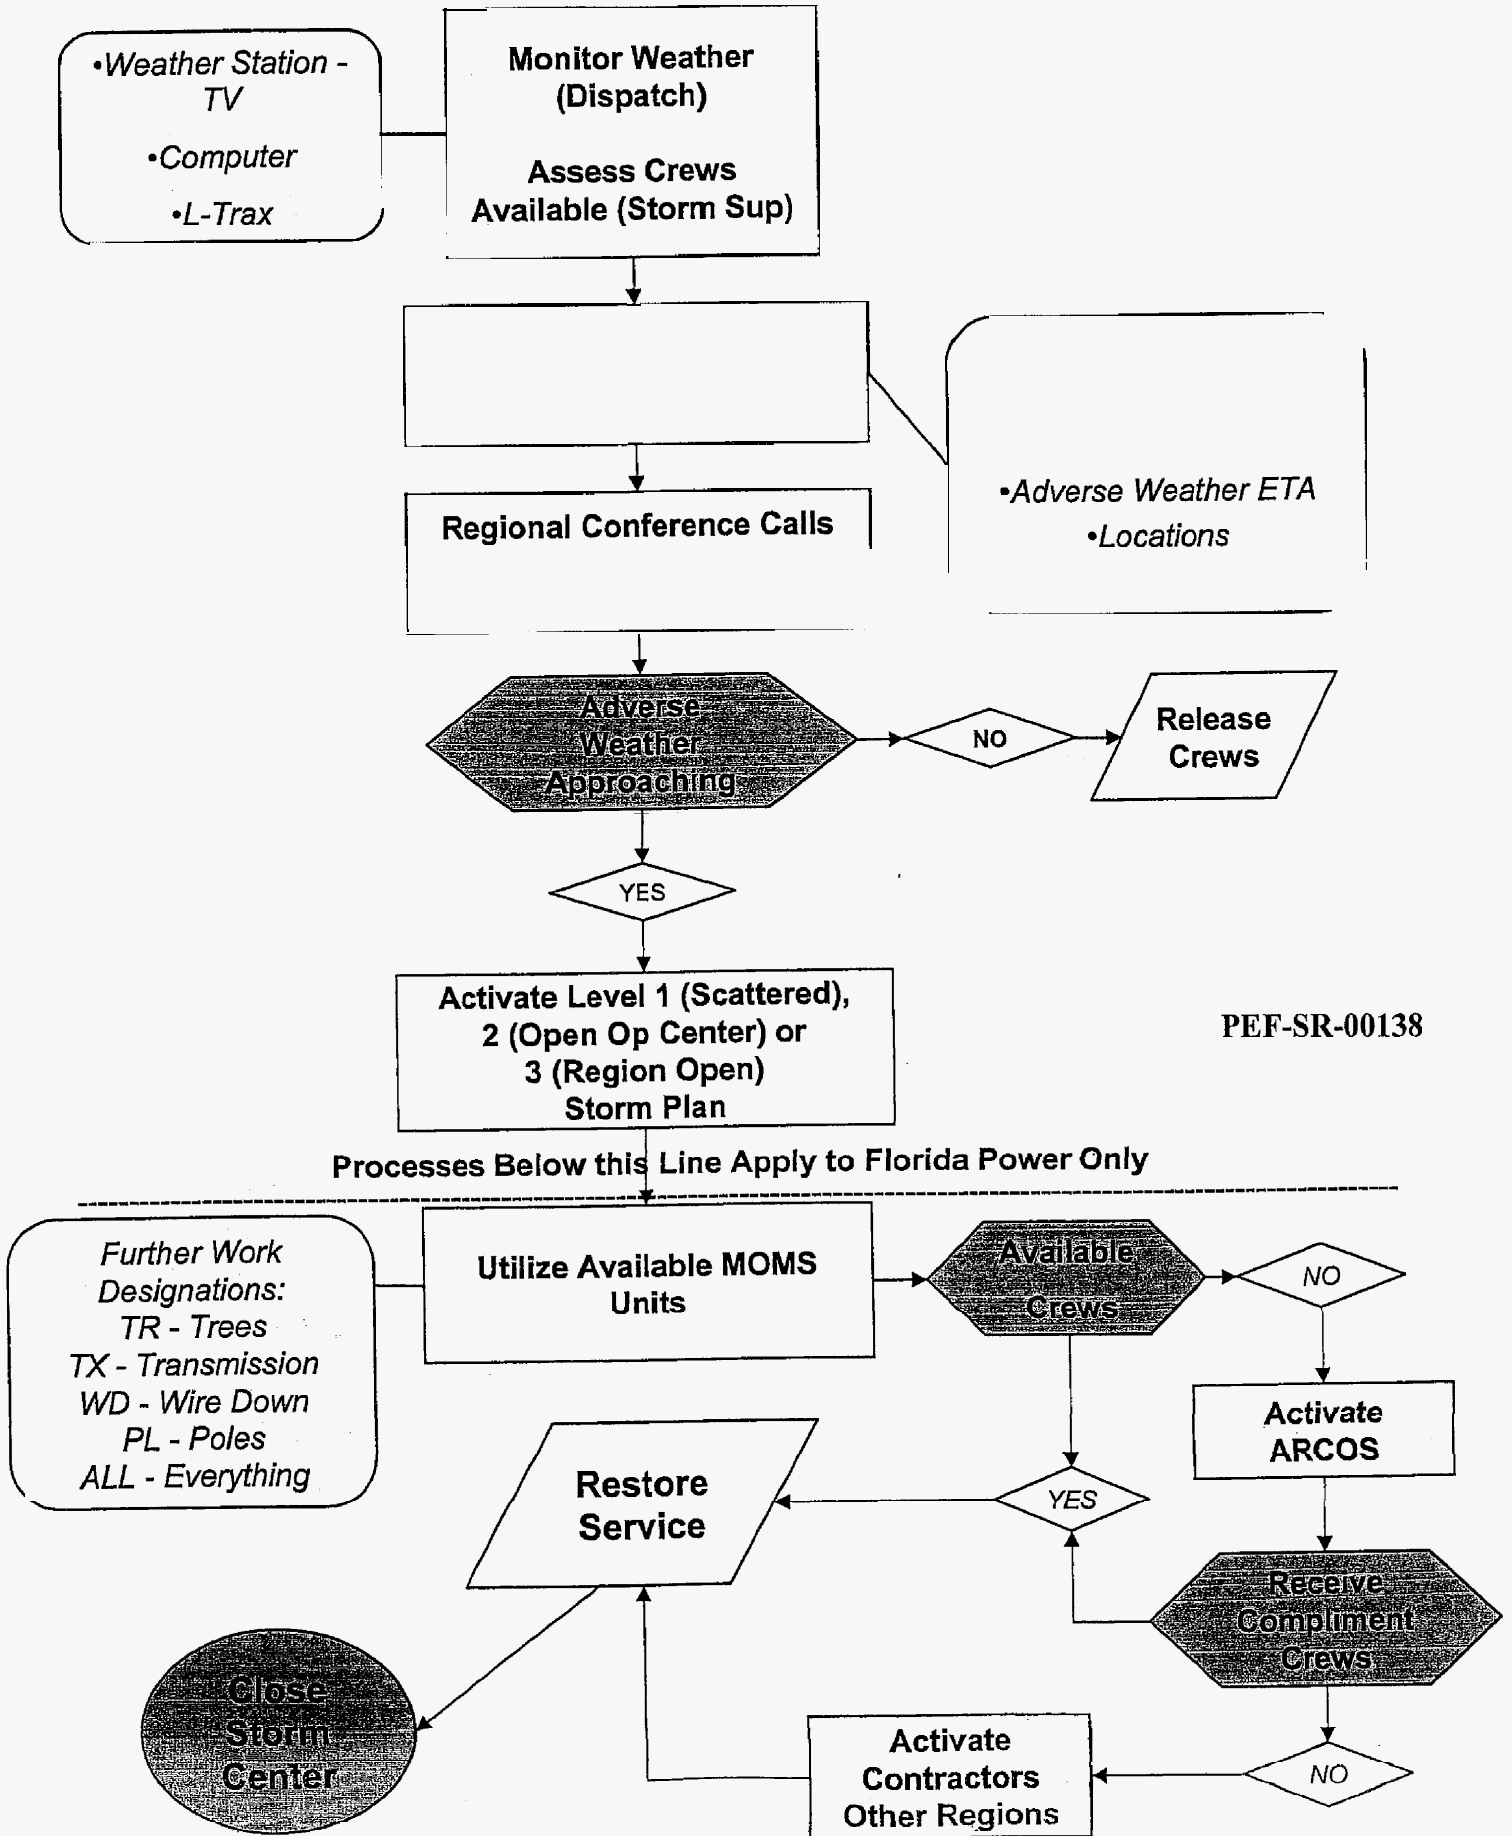 •Weather Station -
TV
•Computer
•L-Trax
Monitor Weather
(Dispatch)
Assess Crews
Available (Storm Sup)
•Adverse Weather ETA
•Locations
Regional Conference Calls
Adverse
Weather
Approaching
NO
Release
Crews
YES
Activate Level 1 (Scattered),
2 (Open Op Center) or
3 (Region Open)
Storm Plan
PEF-SR-00138
Processes Below this Line Apply to Florida Power Only
Further Work
Designations:
TR - Trees
TX - Transmission
WD - Wire Down
PL - Poles
ALL - Everything
Utilize Available MOMS
Units
Available
Crews
NO
Activate
ARCOS
YES
Restore
Service
Receive
Compliment
Crews
NO
Activate
Contractors
Other Regions
Close
Storm
Center